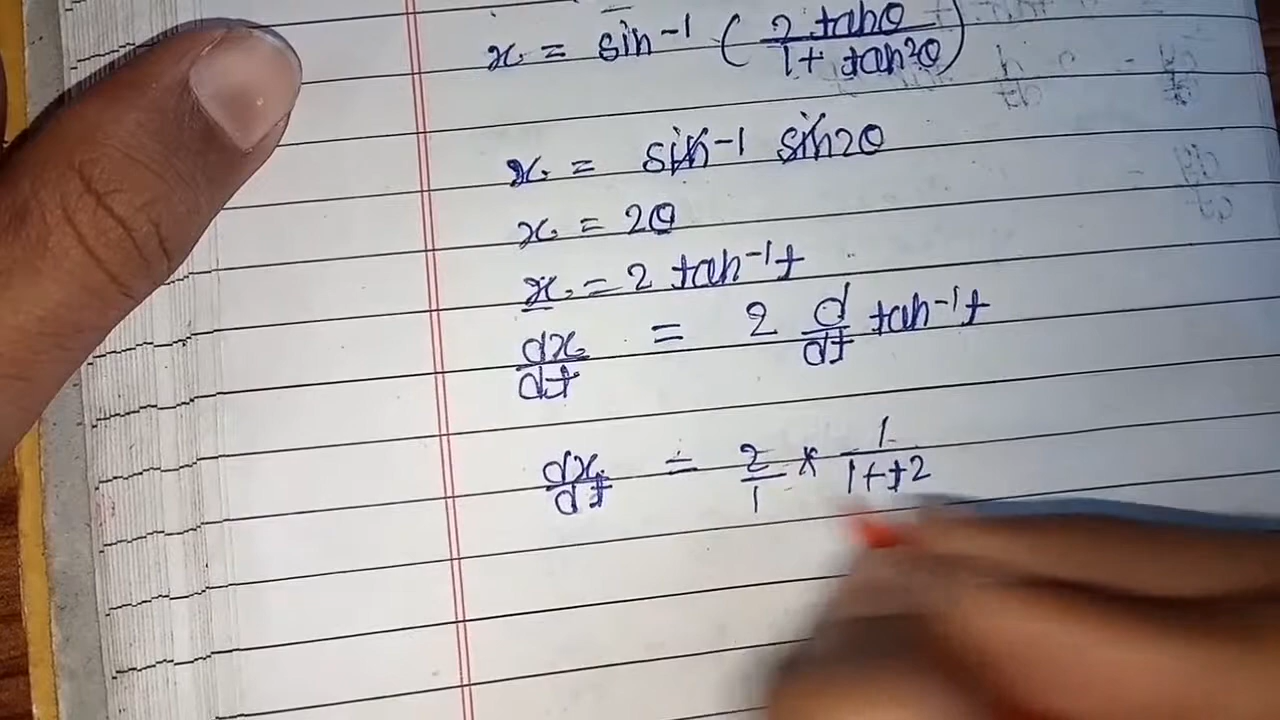 x = sin⁻¹ ( 2 tanθ / 1 + tan²θ )
x = sin⁻¹ sin2θ
x = 2θ
x = 2 tan⁻¹t
dx/dt = 2 d/dt tan⁻¹t
dx/dt = 2/1 * 1/1+t²